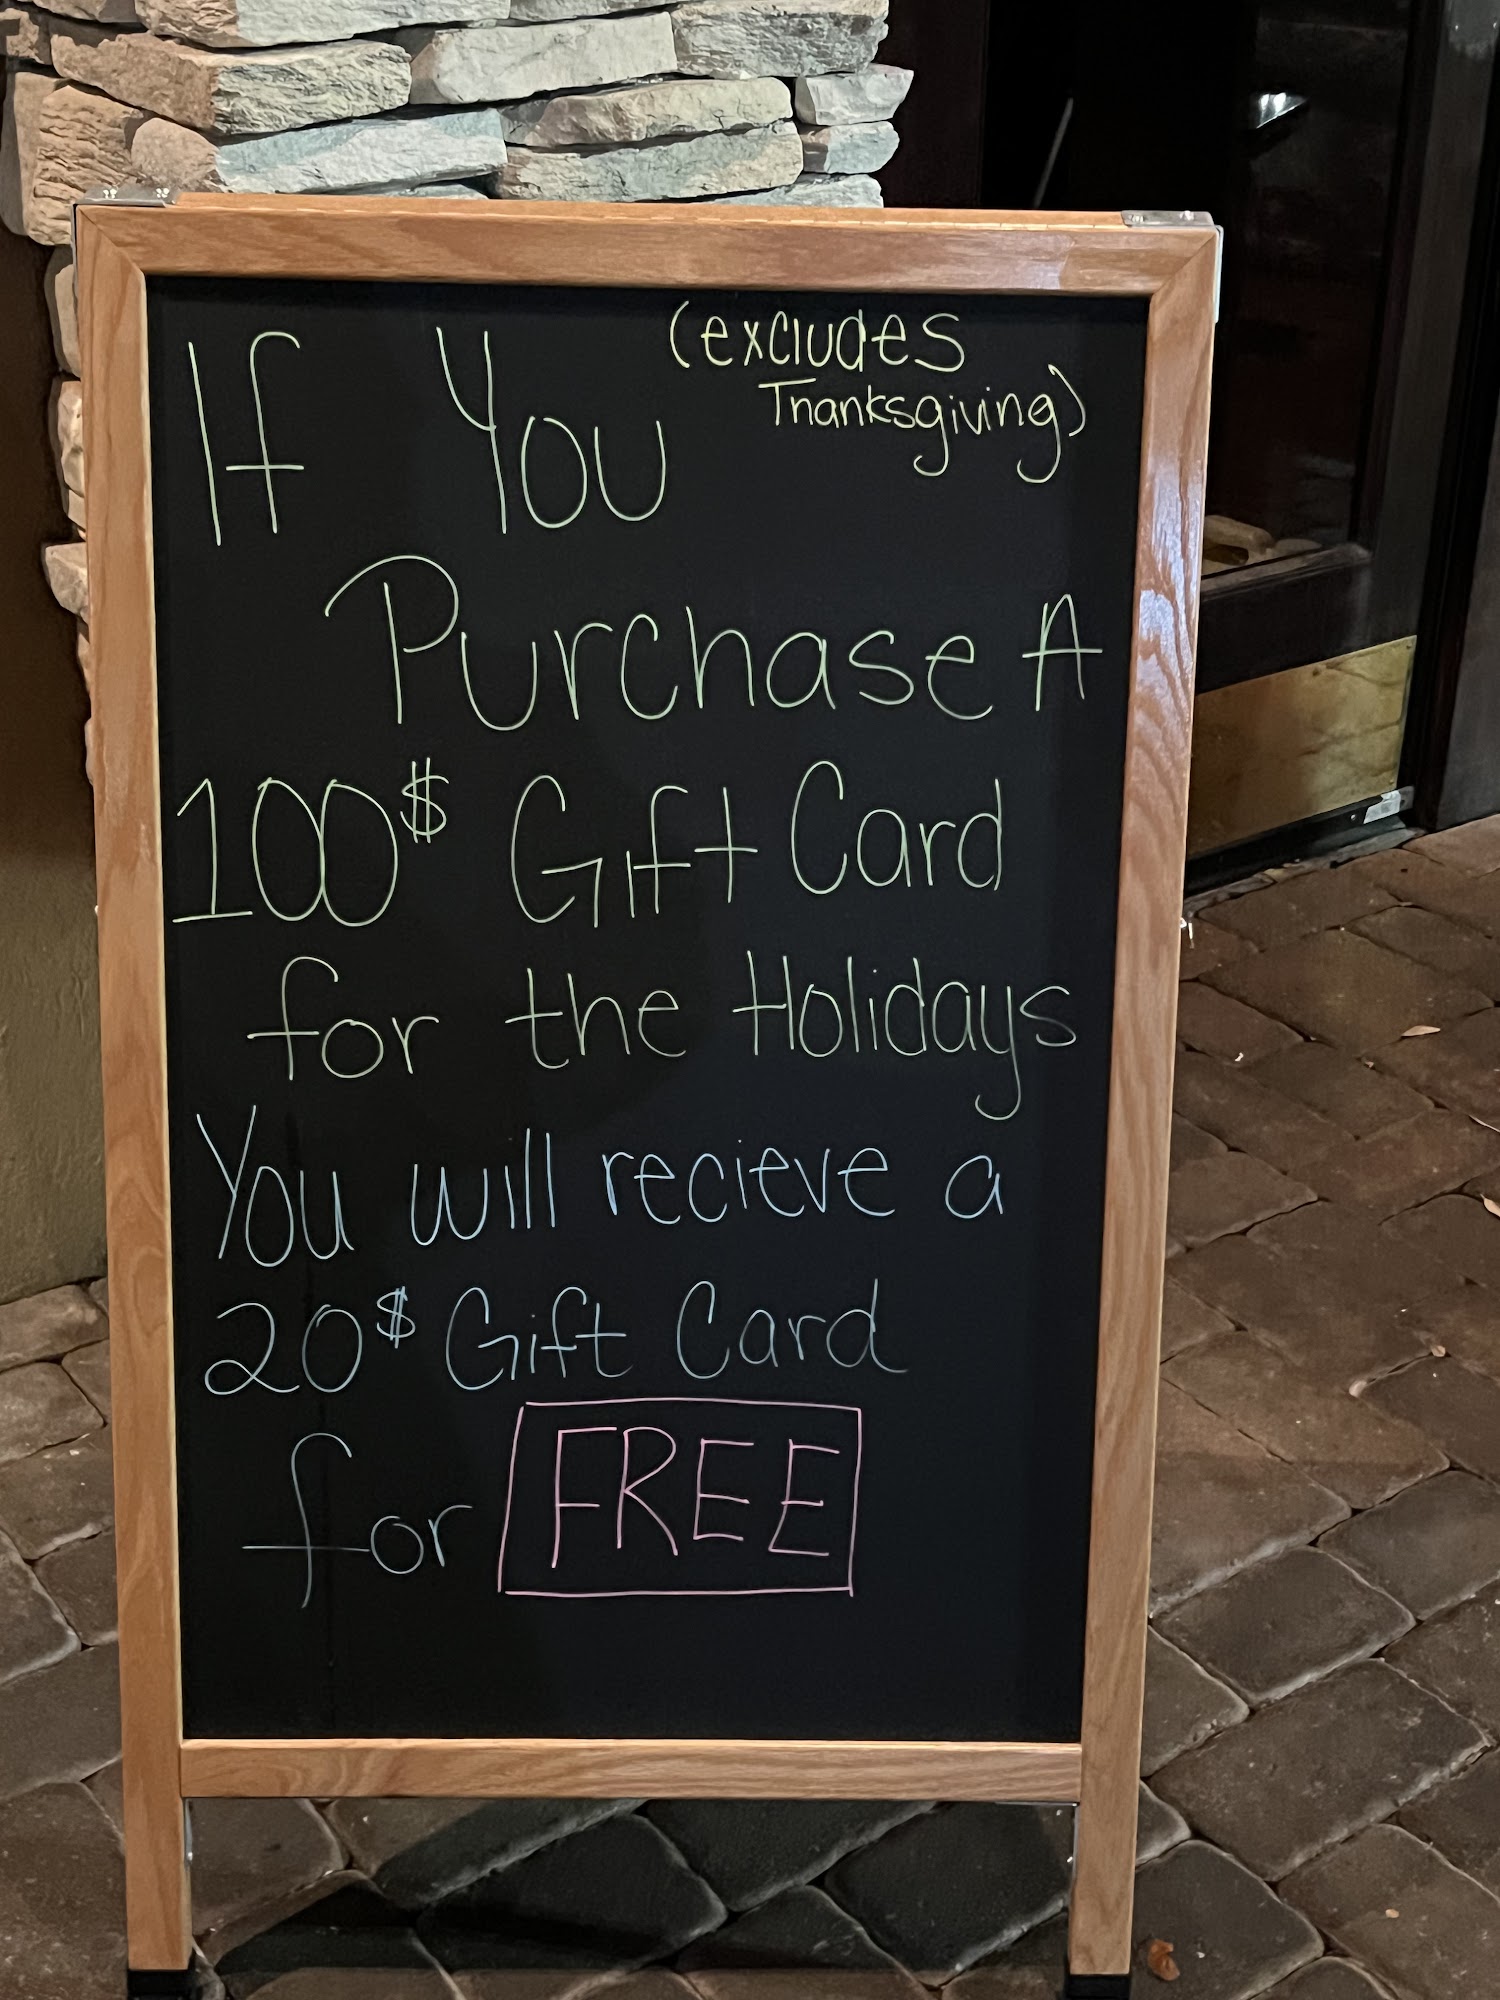 If You (excludes
Thanksgiving)
Purchase A
100$ Gift Card
for the Holidays
You will recieve a
20$ Gift Card
for FREE